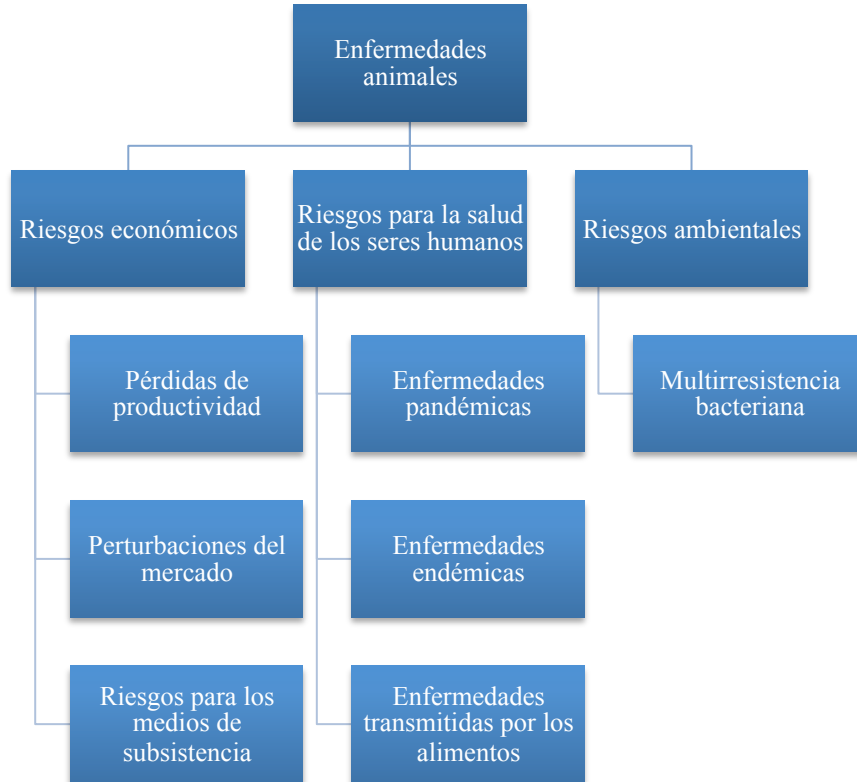 Enfermedades
animales
Riesgos económicos
Riesgos para la salud
de los seres humanos
Riesgos ambientales
Pérdidas de
productividad
Enfermedades
pandémicas
Multirresistencia
bacteriana
Perturbaciones del
mercado
Enfermedades
endémicas
Riesgos para los
medios de
subsistencia
Enfermedades
transmitidas por los
alimentos